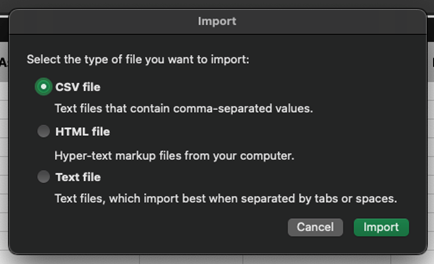 Import
Select the type of file you want to import:
CSV file
Text files that contain comma-separated values.
HTML file
Hyper-text markup files from your computer.
Text file
Text files, which import best when separated by tabs or spaces.
Cancel
Import